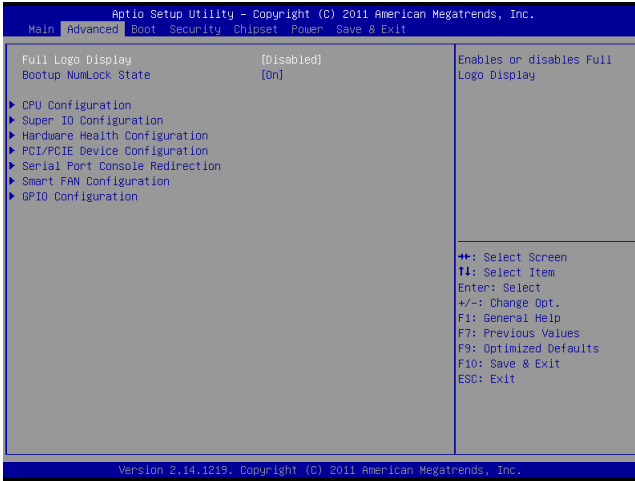 Aptio Setup Utility – Copyright (C) 2011 American Megatrends, Inc.
Main Advanced Boot Security Chipset Power Save & Exit
Full Logo Display [Disabled]
Bootup NumLock State [On]
▶ CPU Configuration
▶ Super IO Configuration
▶ Hardware Health Configuration
▶ PCI/PCIE Device Configuration
▶ Serial Port Console Redirection
▶ Smart FAN Configuration
▶ GPIO Configuration
Enables or disables Full
Logo Display
→←: Select Screen
↑↓: Select Item
Enter: Select
+/-: Change Opt.
F1: General Help
F7: Previous Values
F9: Optimized Defaults
F10: Save & Exit
ESC: Exit
Version 2.14.1219. Copyright (C) 2011 American Megatrends, Inc.